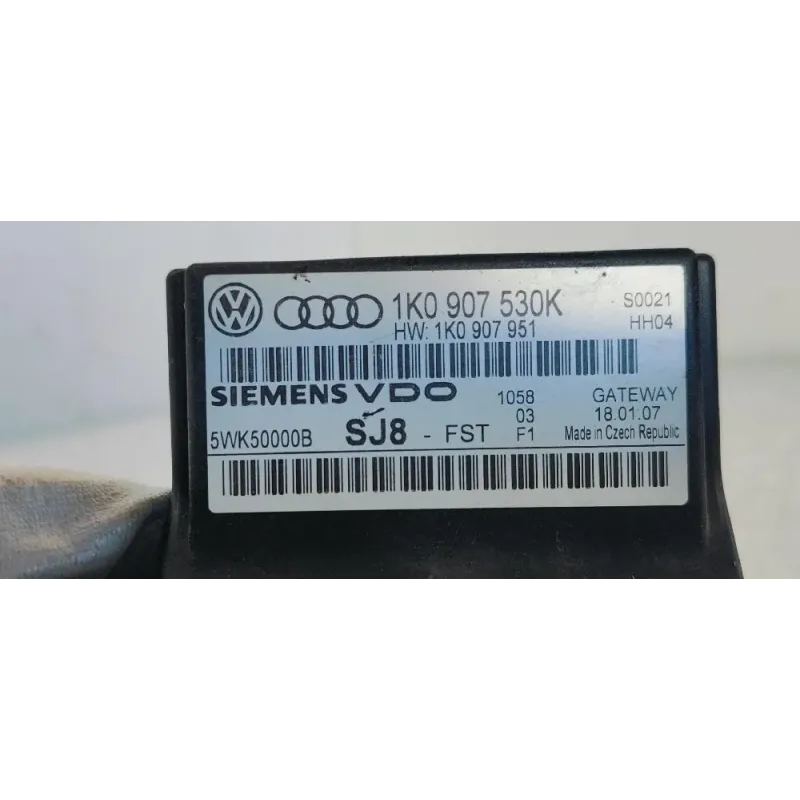 1K0 907 530K S0021
HW: 1K0 907 951 HH04
SIEMENS VDO 1058 GATEWAY
03 18.01.07
5WK50000B SJ8 - FST F1 Made in Czech Republic